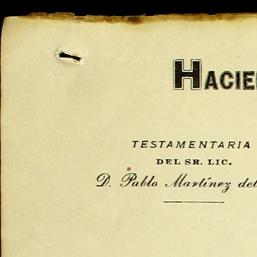 HACIE
TESTAMENTARIA
DEL SR. LIC.
D. Pablo Martínez del